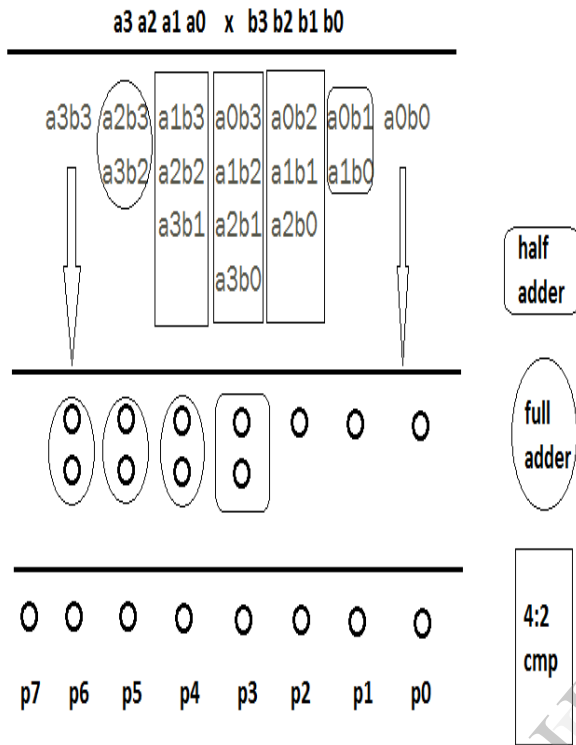 a3 a2 a1 a0 x b3 b2 b1 b0
a3b3 a2b3 a1b3 a0b3 a0b2 a0b1 a0b0
a3b2 a2b2 a1b2 a1b1 a1b0
a3b1 a2b1 a2b0
a3b0
half
adder
full
adder
4:2
cmp
p7 p6 p5 p4 p3 p2 p1 p0